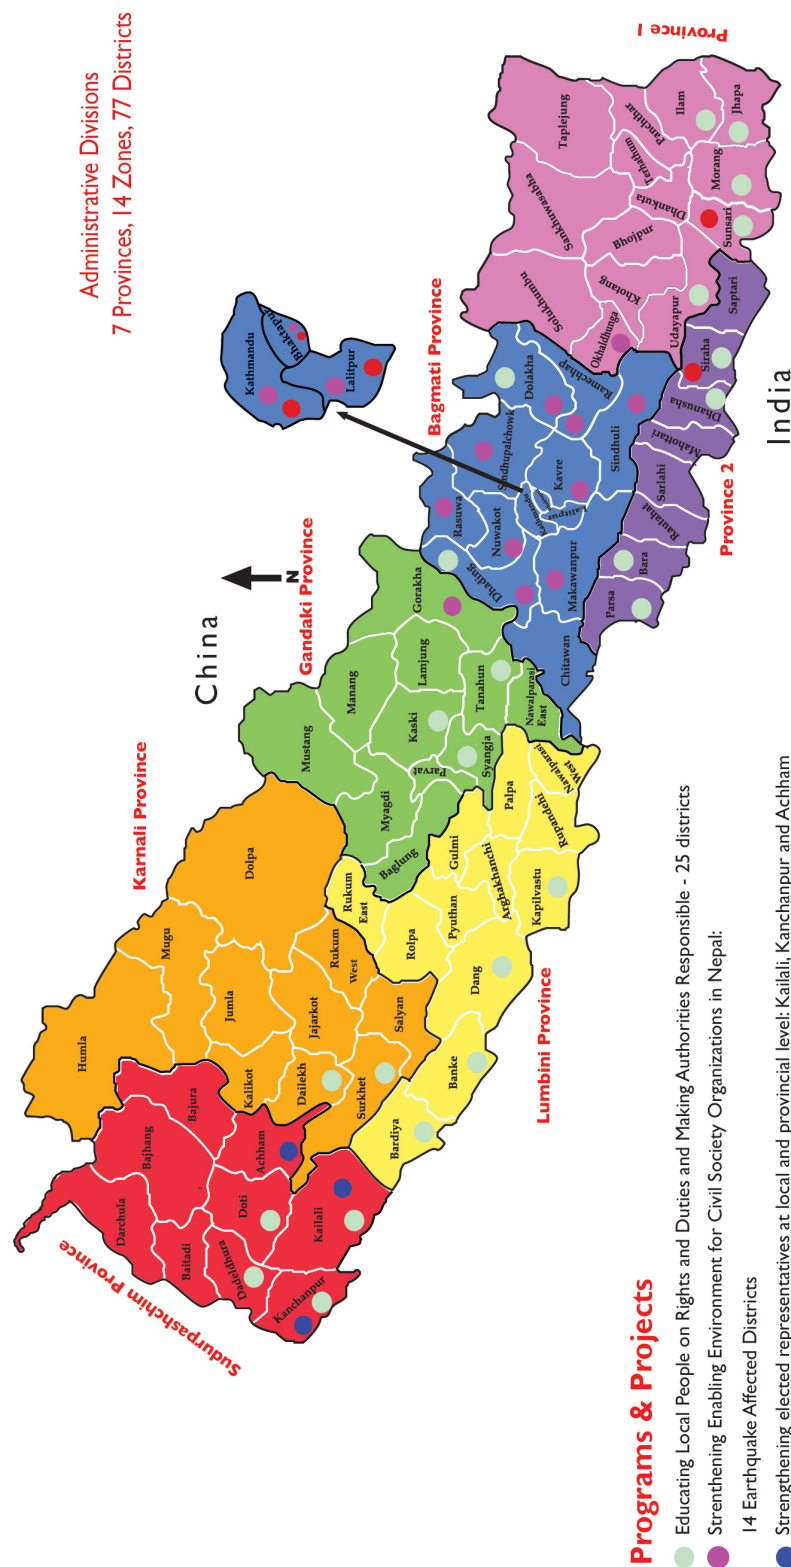 Administrative Divisions
7 Provinces, 14 Zones, 77 Districts
Sudurpashchim Province
Darchula
Bajhang
Bajura
Baitadi
Dadeldhura
Doti
Achham
Kanchanpur
Kailali
Karnali Province
Humla
Mugu
Dolpa
Jumla
Kalikot
Jajarkot
Dailekh
Rukum
West
Salyan
Surkhet
Lumbini Province
Rukum
East
Rolpa
Pyuthan
Gulmi
Arghakhanchi
Palpa
Nawalparasi
West
Rupandehi
Kapilvastu
Dang
Banke
Bardiya
Gandaki Province
Mustang
Manang
Gorakha
Lamjung
Kaski
Myagdi
Parvat
Baglung
Syangja
Tanahun
Nawalparasi
East
China
N
Bagmati Province
Kathmandu
Bhaktapur
Lalitpur
Rasuwa
Nuwakot
Dhading
Sindhupalchowk
Dolakha
Ramechhap
Kavre
Kathmandu
Lalitpur
Sindhuli
Makawanpur
Chitawan
Province 2
Parsa
Bara
Rautahat
Sarlahi
Mahottari
Dhanusha
Siraha
Saptari
Province 1
Taplejung
Sankhuwasabha
Solukhumbu
Panchthar
Terhathum
Dhankuta
Bhojpur
Khotang
Okhaldhunga
Udayapur
Ilam
Jhapa
Morang
Sunsari
India
Programs & Projects
Educating Local People on Rights and Duties and Making Authorities Responsible - 25 districts
Strenthening Enabling Environment for Civil Society Organizations in Nepal:
14 Earthquake Affected Districts
Strengthening elected representatives at local and provincial level: Kailali, Kanchanpur and Achham